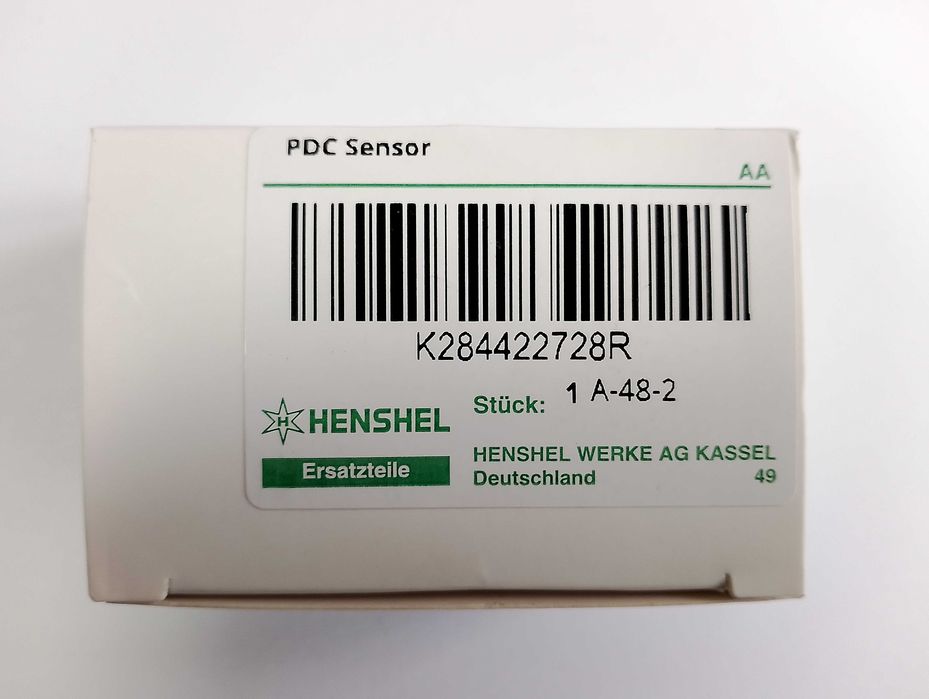 PDC Sensor
AA
K284422728R
Stück: 1 A-48-2
H HENSHEL
Ersatzteile
HENSHEL WERKE AG KASSEL
Deutschland 49